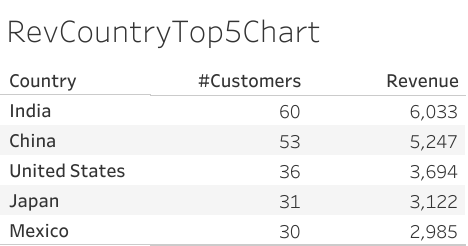 RevCountryTop5Chart
Country #Customers Revenue
India 60 6,033
China 53 5,247
United States 36 3,694
Japan 31 3,122
Mexico 30 2,985